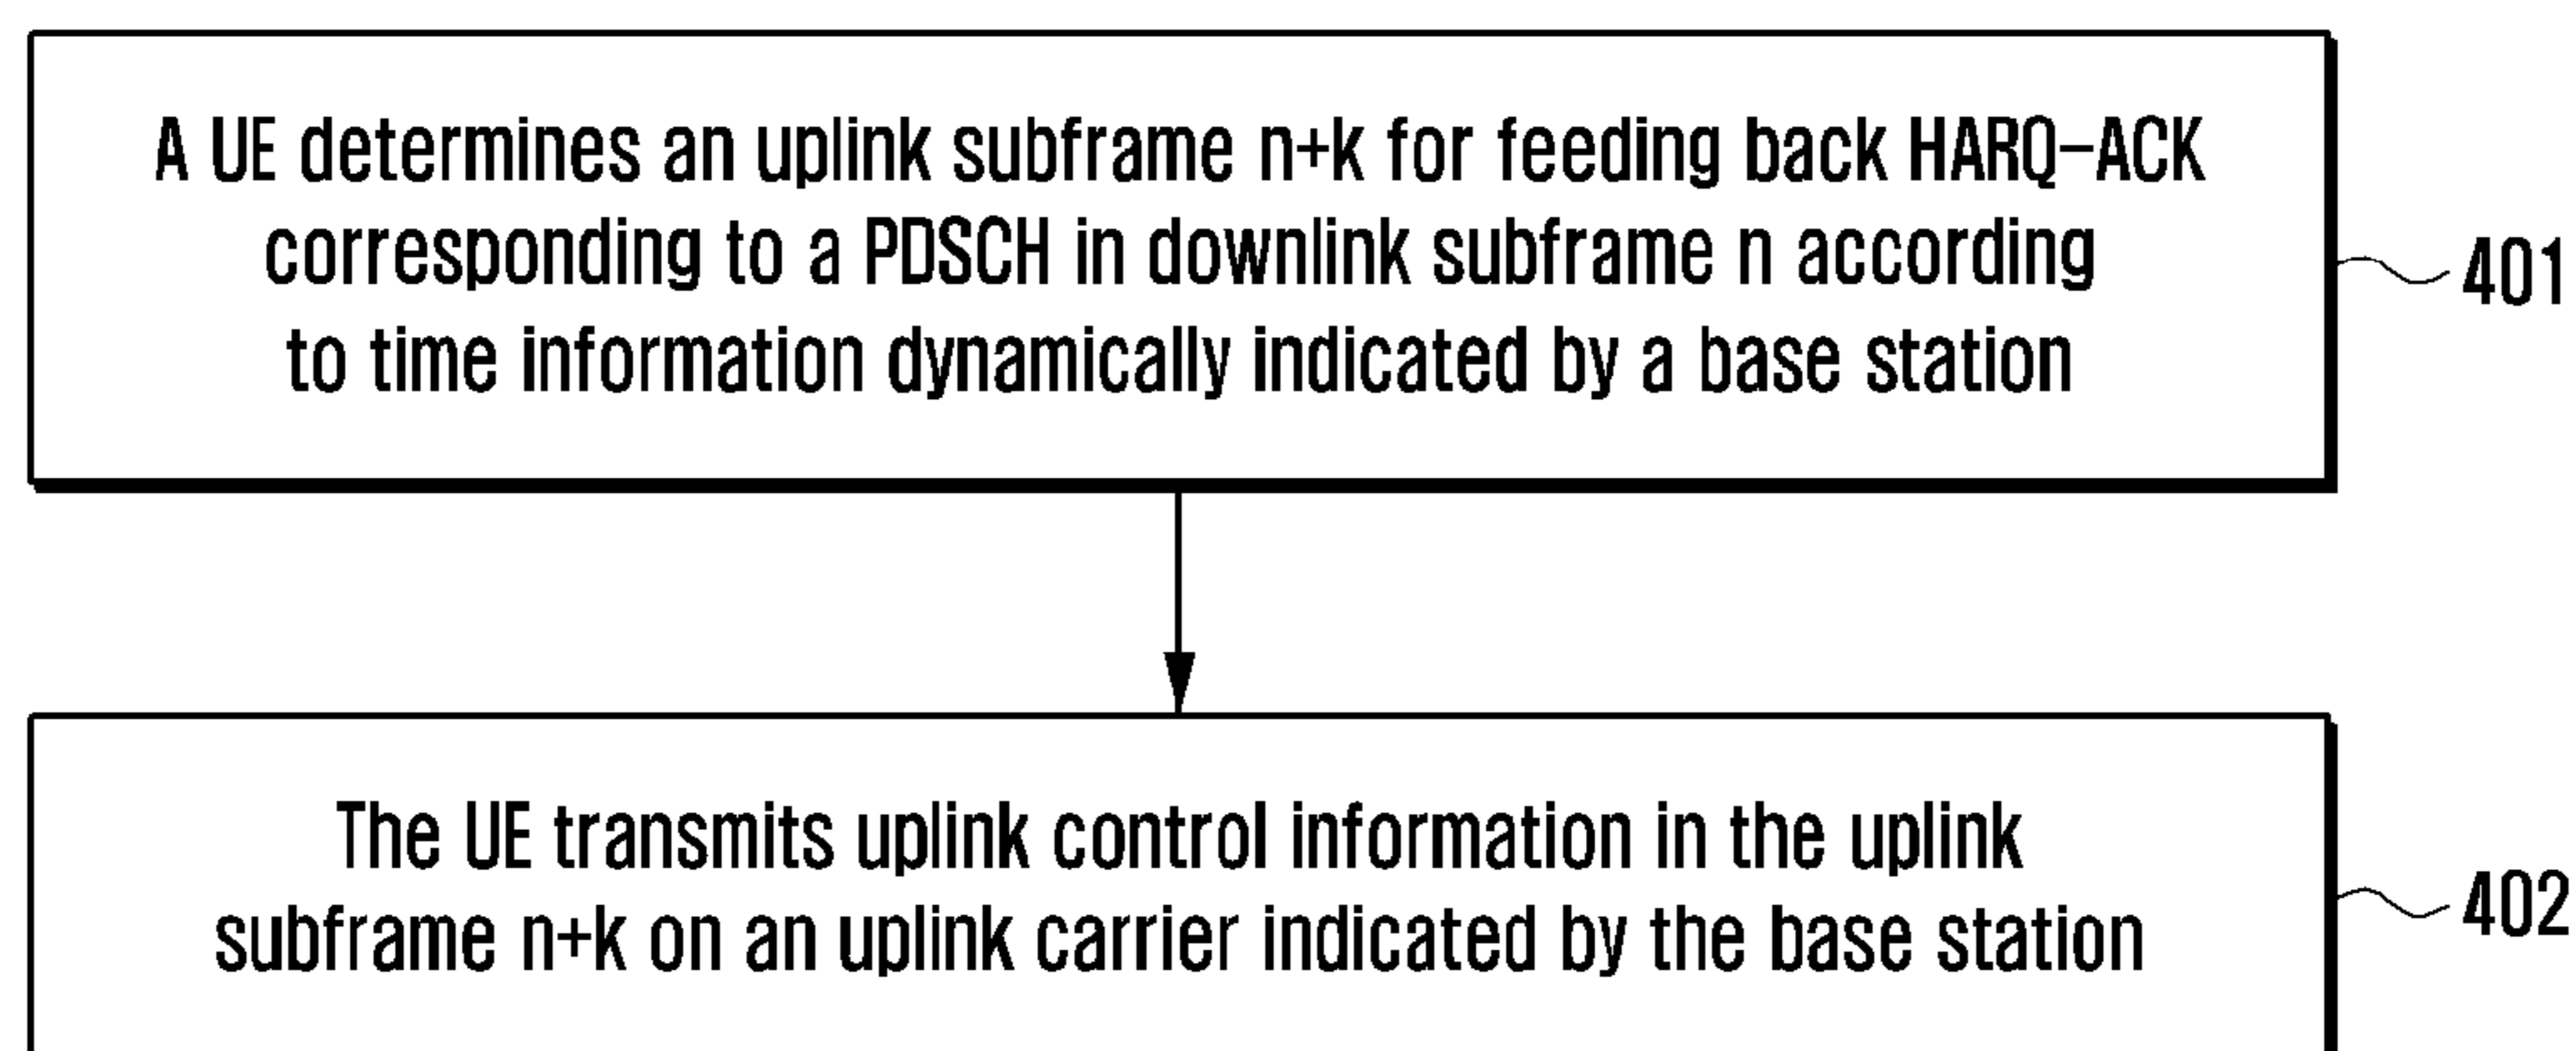 A UE determines an uplink subframe n+k for feeding back HARQ-ACK
corresponding to a PDSCH in downlink subframe n according
to time information dynamically indicated by a base station
401
The UE transmits uplink control information in the uplink
subframe n+k on an uplink carrier indicated by the base station
402